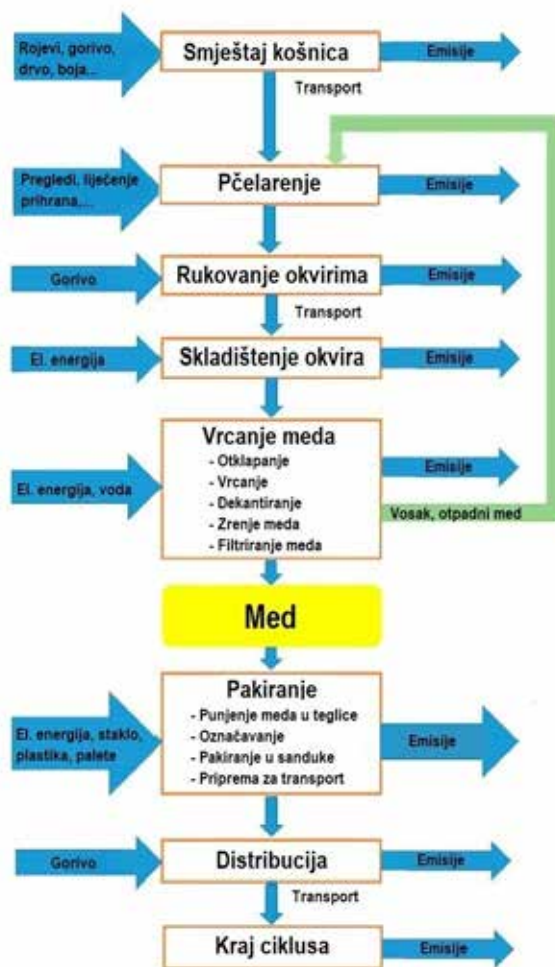 Rojevi, gorivo,
drvo, boja...
Smještaj košnica
Emisije
Transport
Pregledi, liječenje
prihrana,...
Pčelarenje
Emisije
Gorivo
Rukovanje okvirima
Emisije
Transport
El. energija
Skladištenje okvira
Emisije
Vrcanje meda
- Otklapanje
- Vrcanje
- Dekantiranje
- Zrenje meda
- Filtriranje meda
El. energija, voda
Emisije
Vosak, otpadni med
Med
Pakiranje
- Punjenje meda u teglice
- Označavanje
- Pakiranje u sanduke
- Priprema za transport
El. energija, staklo,
plastika, palete
Emisije
Gorivo
Distribucija
Emisije
Transport
Kraj ciklusa
Emisije